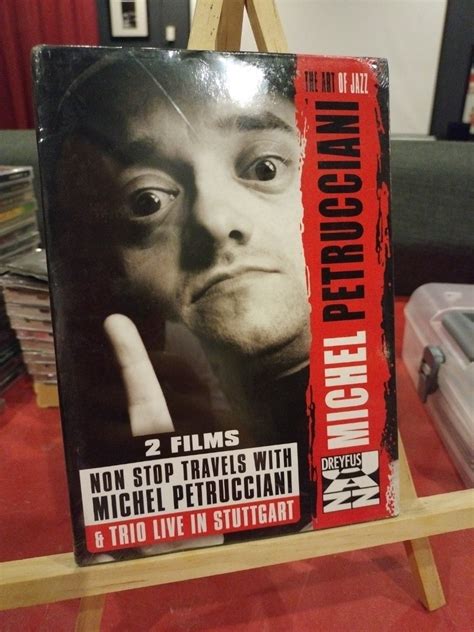 THE ART OF JAZZ
MICHEL PETRUCCIANI
2 FILMS
NON STOP TRAVELS WITH
MICHEL PETRUCCIANI
& TRIO LIVE IN STUTTGART
DREYFUS
JAZZ